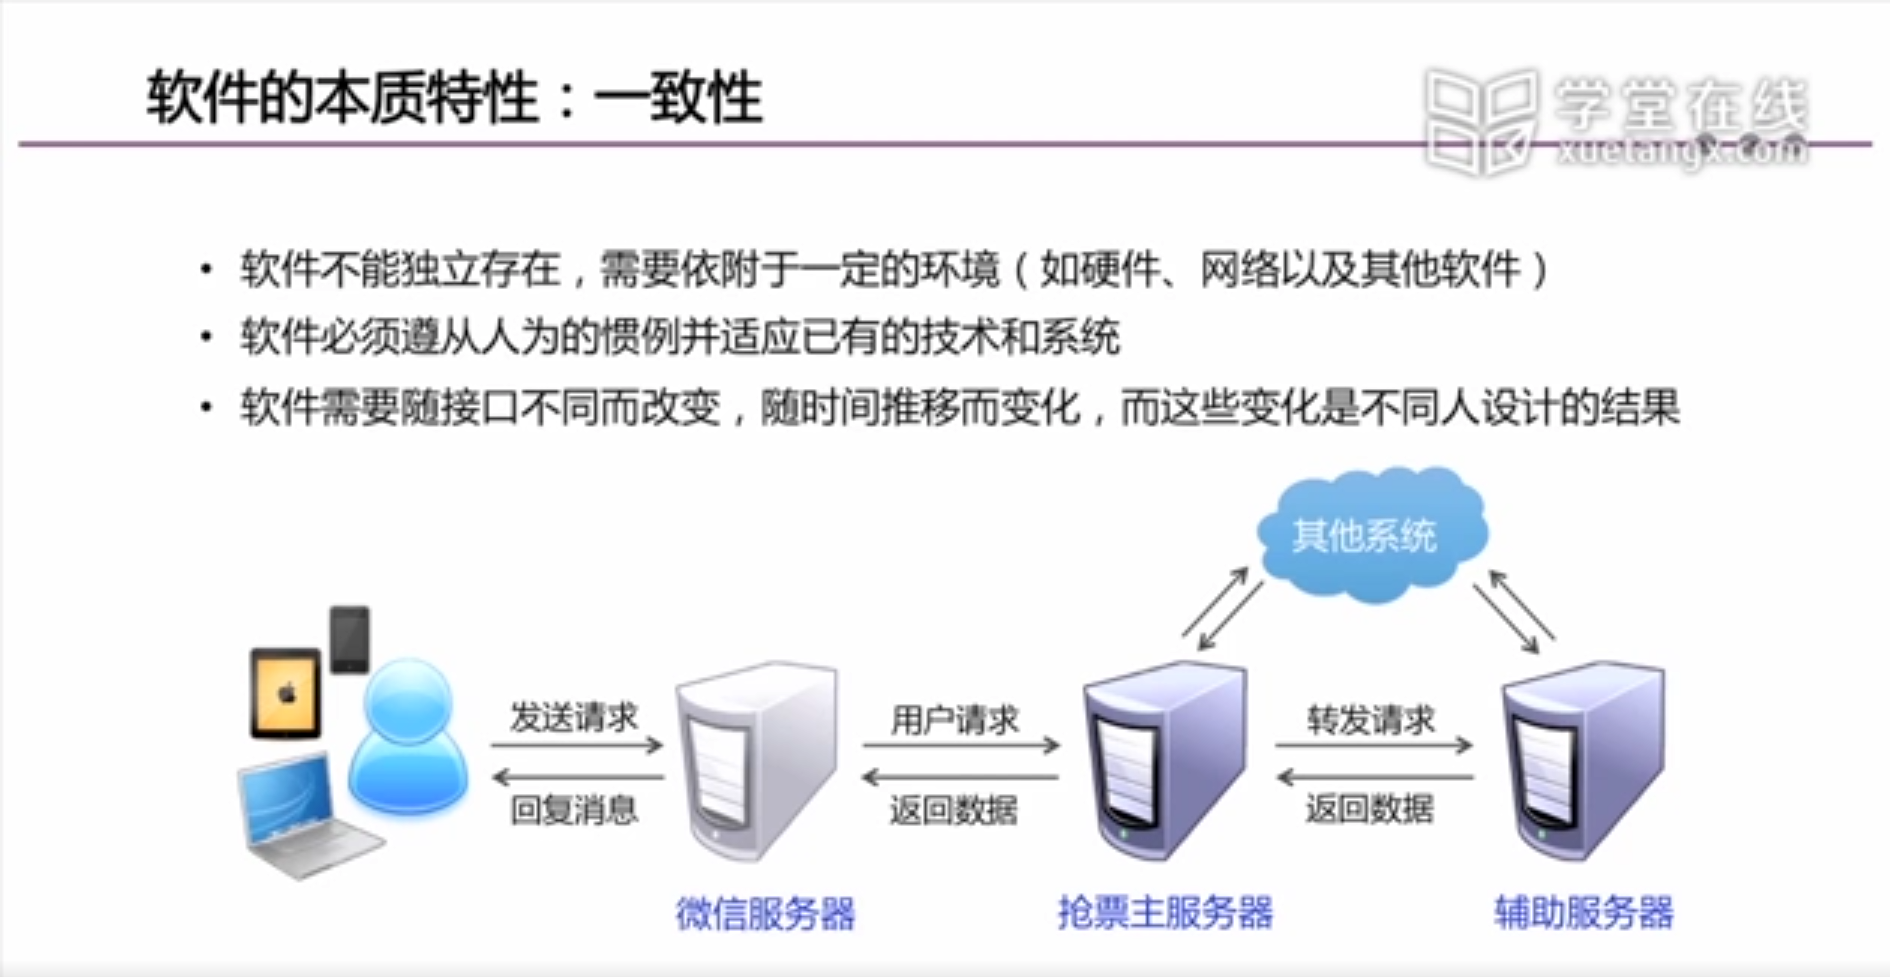 软件的本质特性：一致性
学堂在线
xuetangx.com
• 软件不能独立存在，需要依附于一定的环境（如硬件、网络以及其他软件）
• 软件必须遵从人为的惯例并适应已有的技术和系统
• 软件需要随接口不同而改变，随时间推移而变化，而这些变化是不同人设计的结果
其他系统
发送请求
用户请求
转发请求
回复消息
返回数据
返回数据
微信服务器
抢票主服务器
辅助服务器